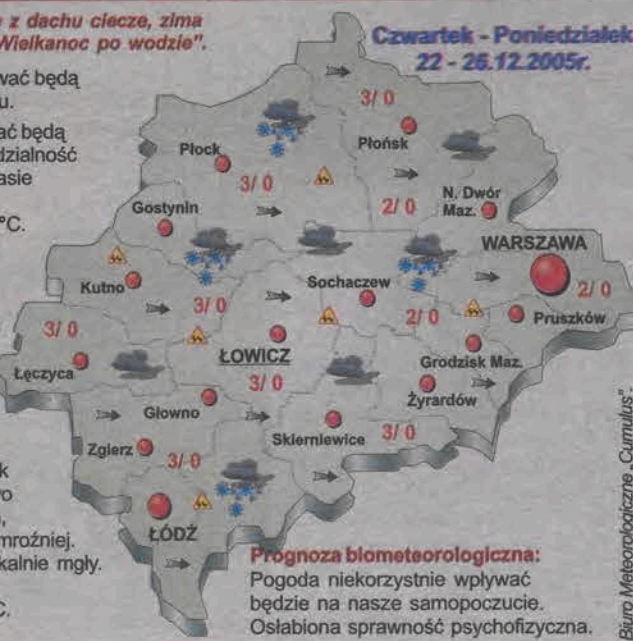 z dachu ciecze, zima
Wielkanoc po wodzie".
Czwartek - Poniedziałek
22 - 26.12.2005r.
wać będą
u.
ać będą
dzialność
asie
°C.
3/ 0
Płońsk
Płock
3/ 0
2/ 0
N. Dwór
Maz.
Gostynin
WARSZAWA
Kutno
Sochaczew
2/ 0
3/ 0
2/ 0
Pruszków
3/ 0
ŁOWICZ
Grodzisk Maz.
Łęczyca
3/ 0
Żyrardów
Głowno
Skierniewice
3/ 0
Zgierz
3/ 0
ŁÓDŹ
k
wo
,
mroźniej.
kalnie mgły.
C.
Prognoza biometeorologiczna:
Pogoda niekorzystnie wpływać
będzie na nasze samopoczucie.
Osłabiona sprawność psychofizyczna.
Biuro Meteorologiczne „Cumulus".